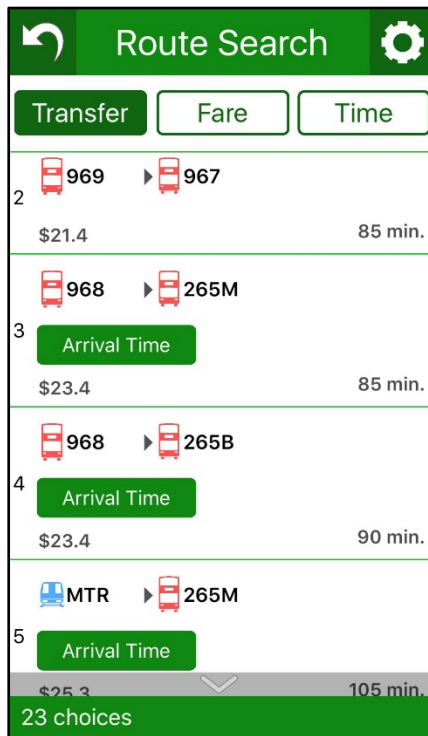 Route Search
Transfer Fare Time
2
969 967
$21.4 85 min.
968 265M
3
Arrival Time
$23.4 85 min.
968 265B
4
Arrival Time
$23.4 90 min.
MTR 265M
5
Arrival Time
$25.3 105 min.
23 choices